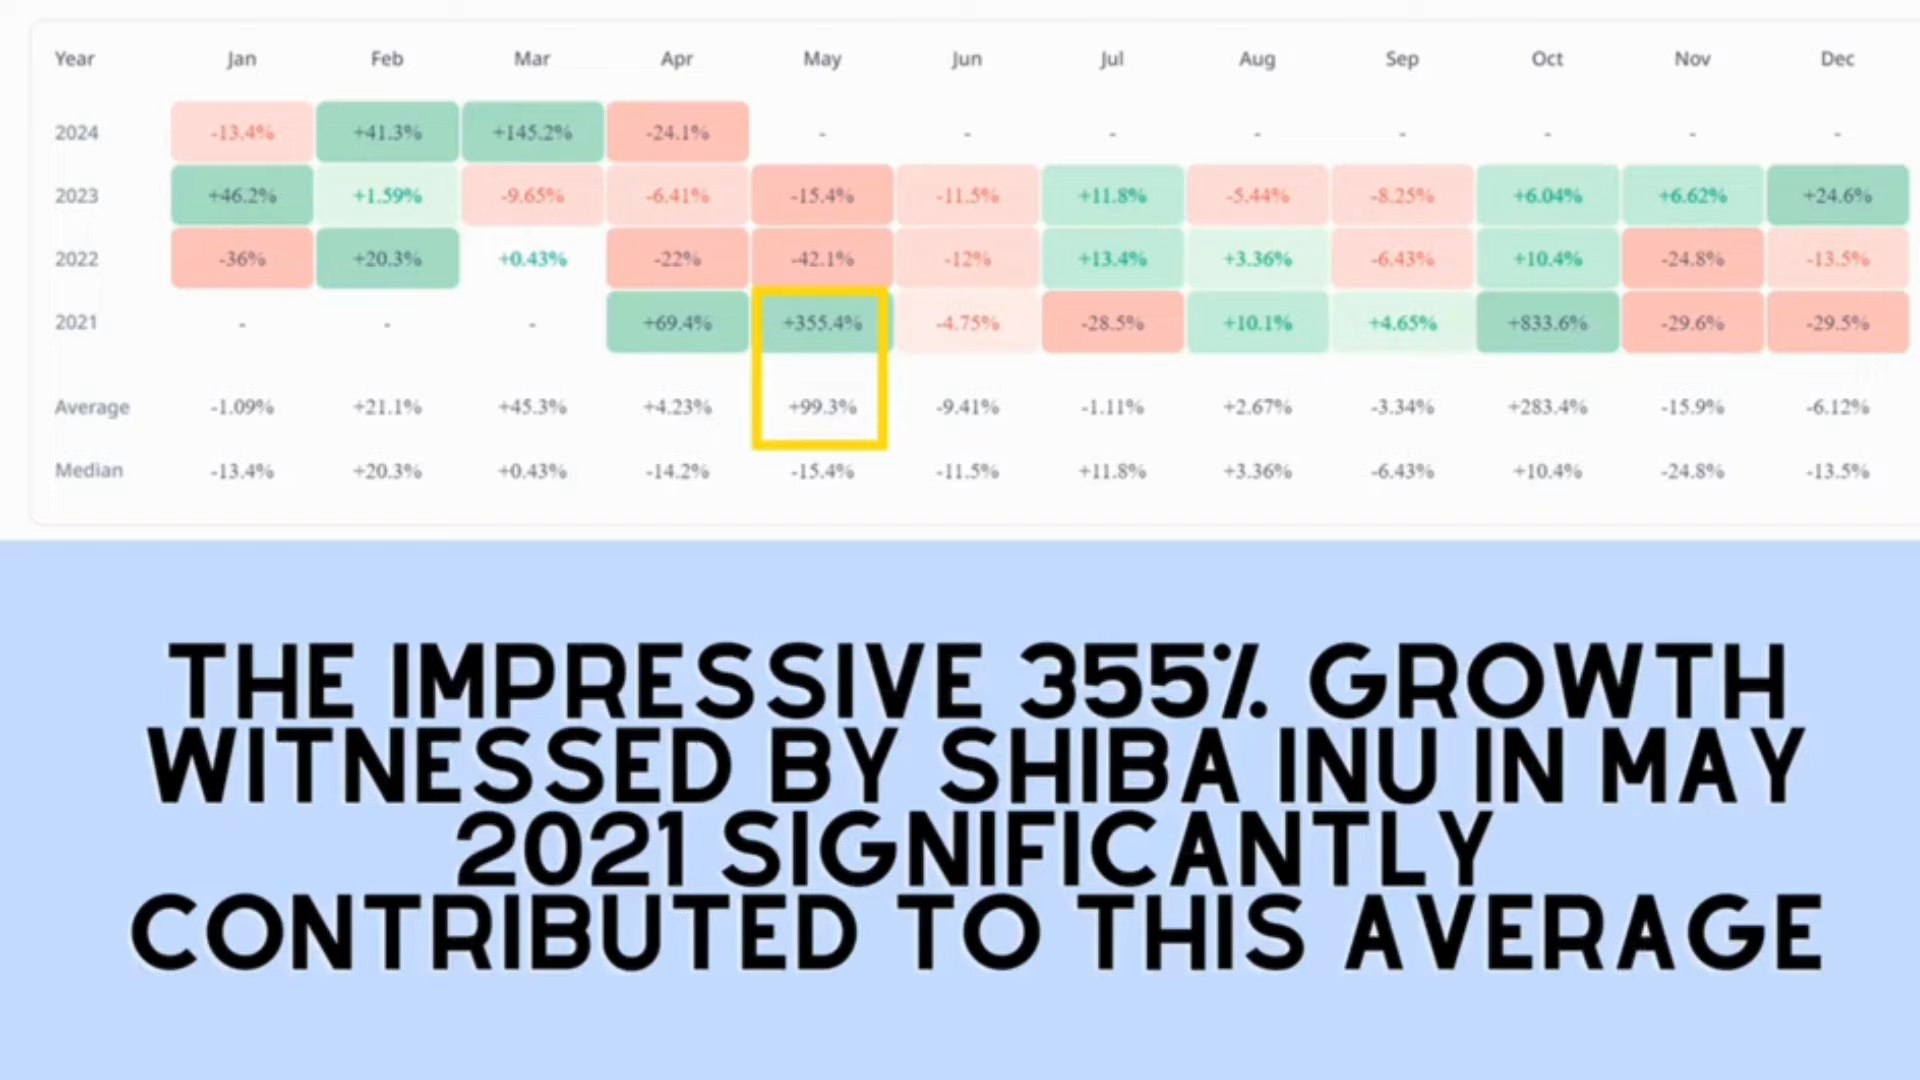 Year Jan Feb Mar Apr May Jun Jul Aug Sep Oct Nov Dec
2024 -13.4% +41.3% +145.2% -24.1% - - - - - - - -
2023 +46.2% +1.59% -9.65% -6.41% -15.4% -11.5% +11.8% -5.44% -8.25% +6.04% +6.62% +24.6%
2022 -36% +20.3% +0.43% -22% -42.1% -12% +13.4% +3.36% -6.43% +10.4% -24.8% -13.5%
2021 - - - +69.4% +355.4% -4.75% -28.5% +10.1% +4.65% +833.6% -29.6% -29.5%
Average -1.09% +21.1% +45.3% +4.23% +99.3% -9.41% -1.11% +2.67% -3.34% +283.4% -15.9% -6.12%
Median -13.4% +20.3% +0.43% -14.2% -15.4% -11.5% +11.8% +3.36% -6.43% +10.4% -24.8% -13.5%
THE IMPRESSIVE 355% GROWTH
WITNESSED BY SHIBA INU IN MAY
2021 SIGNIFICANTLY
CONTRIBUTED TO THIS AVERAGE